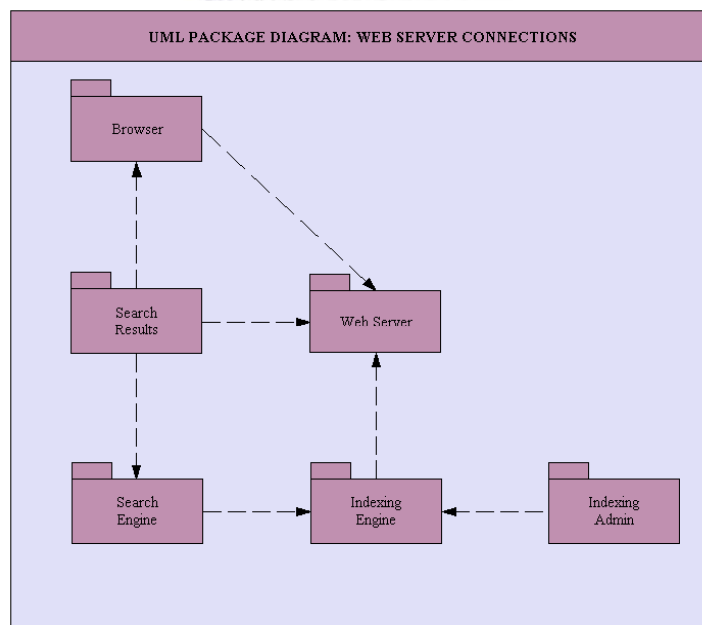 UML PACKAGE DIAGRAM: WEB SERVER CONNECTIONS
Browser
Search
Results
Web Server
Search
Engine
Indexing
Engine
Indexing
Admin